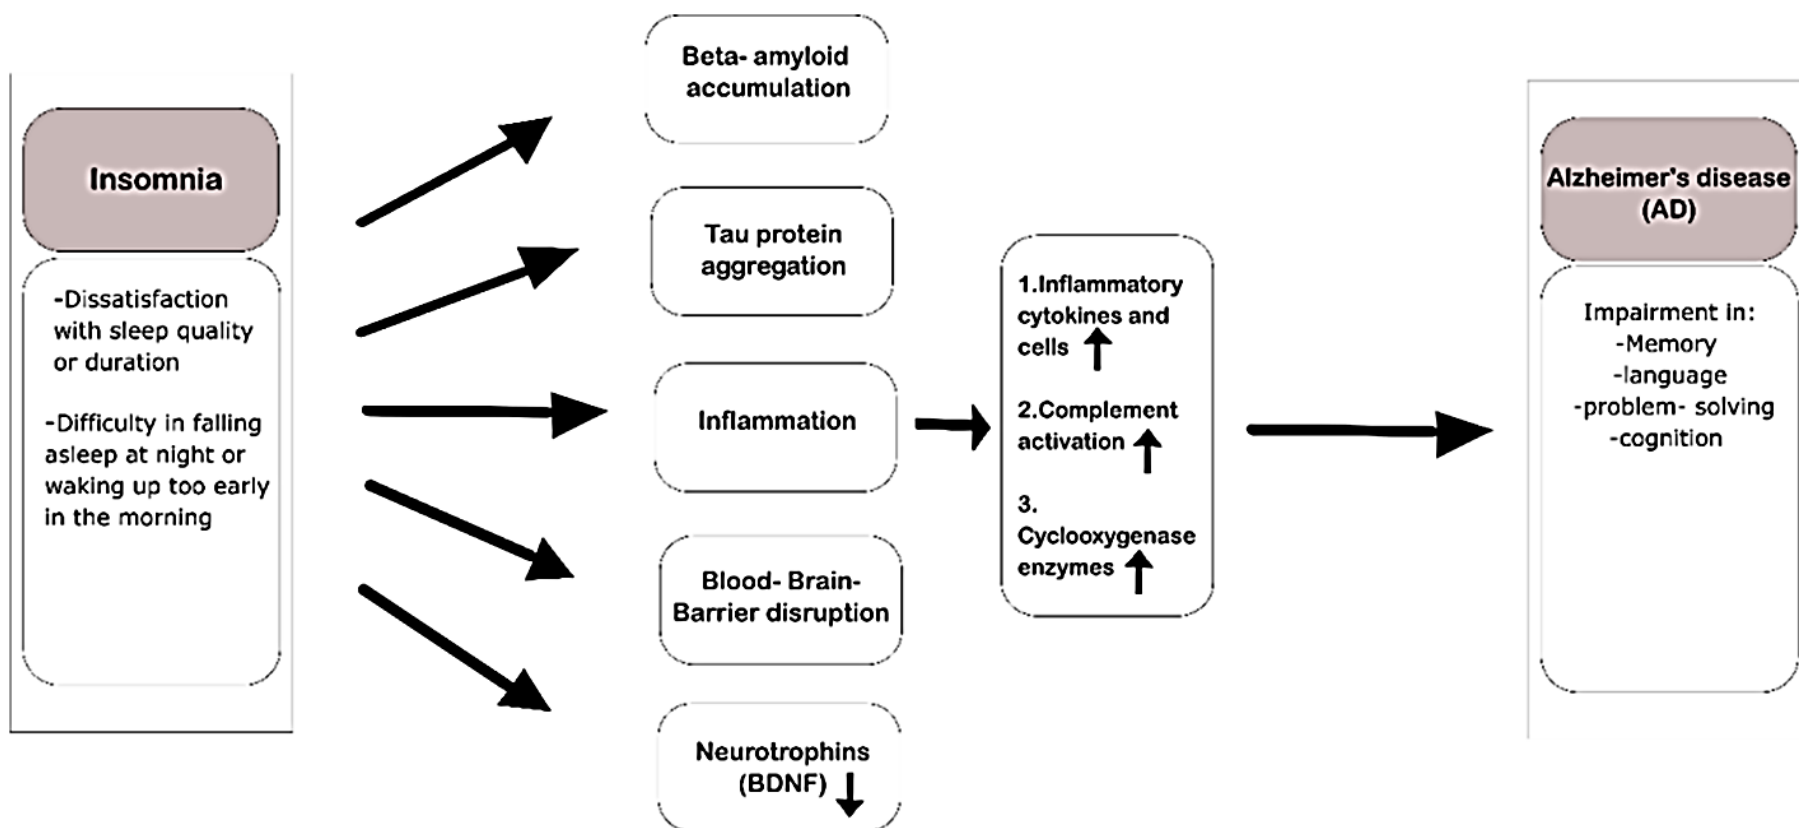 Insomnia
-Dissatisfaction
with sleep quality
or duration
-Difficulty in falling
asleep at night or
waking up too early
in the morning
Beta- amyloid
accumulation
Tau protein
aggregation
Inflammation
Blood- Brain-
Barrier disruption
Neurotrophins
(BDNF) ↓
1.Inflammatory
cytokines and
cells ↑
2.Complement
activation ↑
3.
Cyclooxygenase
enzymes ↑
Alzheimer's disease
(AD)
Impairment in:
-Memory
-language
-problem- solving
-cognition